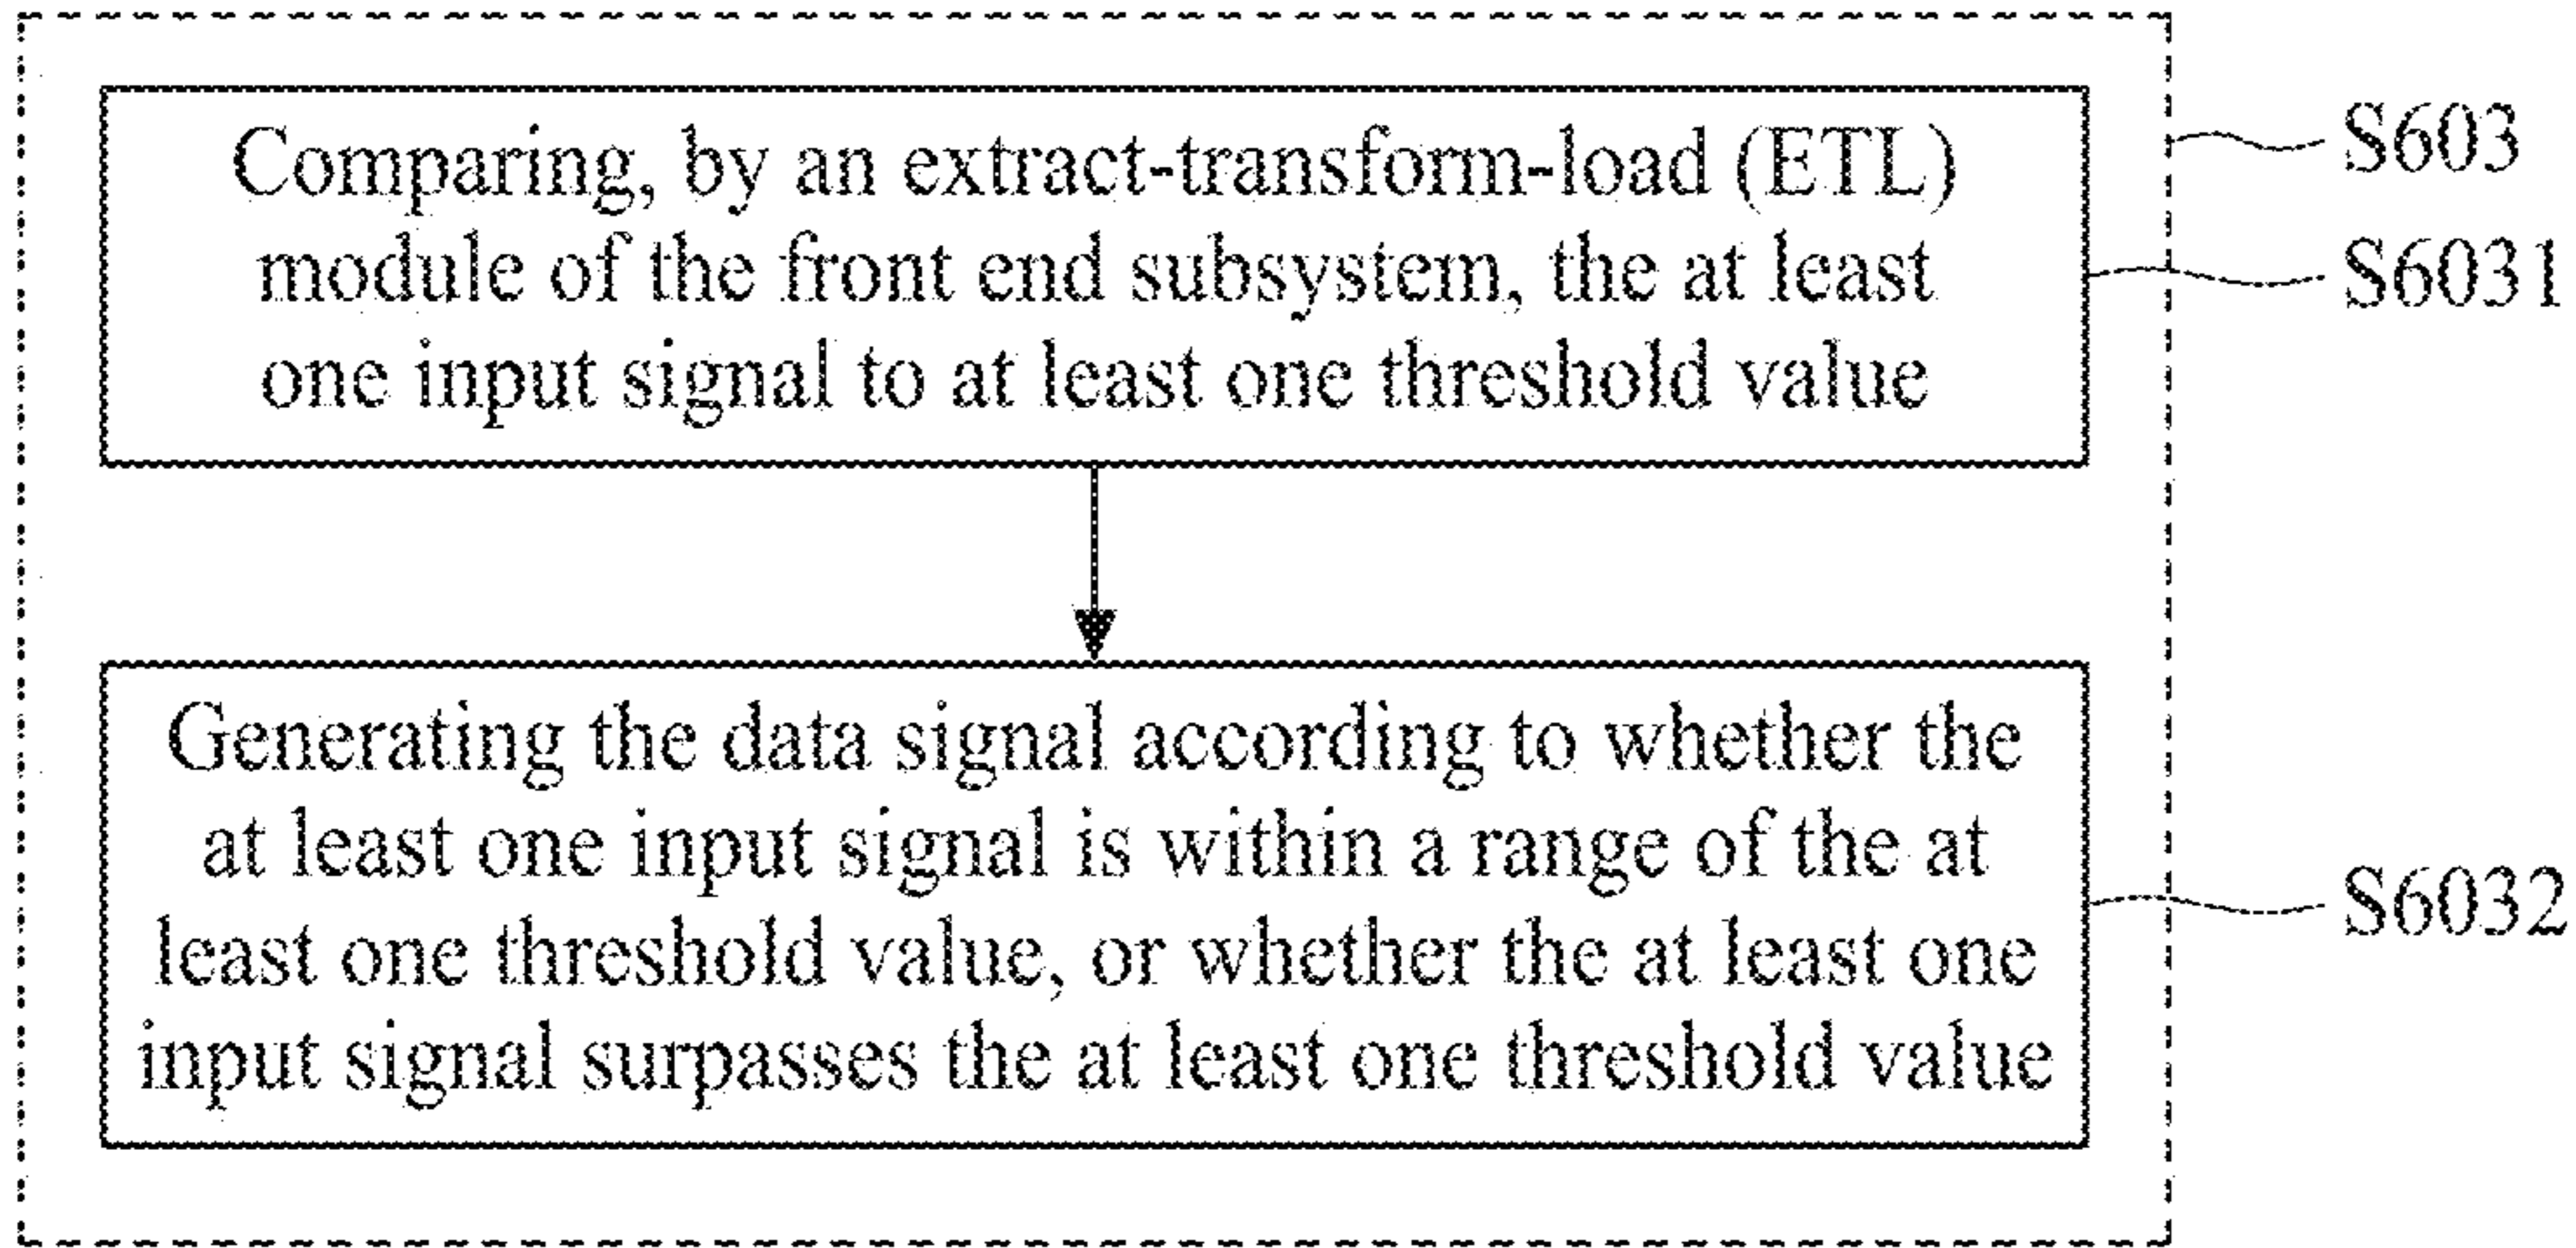 Comparing, by an extract-transform-load (ETL)
module of the front end subsystem, the at least
one input signal to at least one threshold value
S603
S6031
Generating the data signal according to whether the
at least one input signal is within a range of the at
least one threshold value, or whether the at least one
input signal surpasses the at least one threshold value
S6032